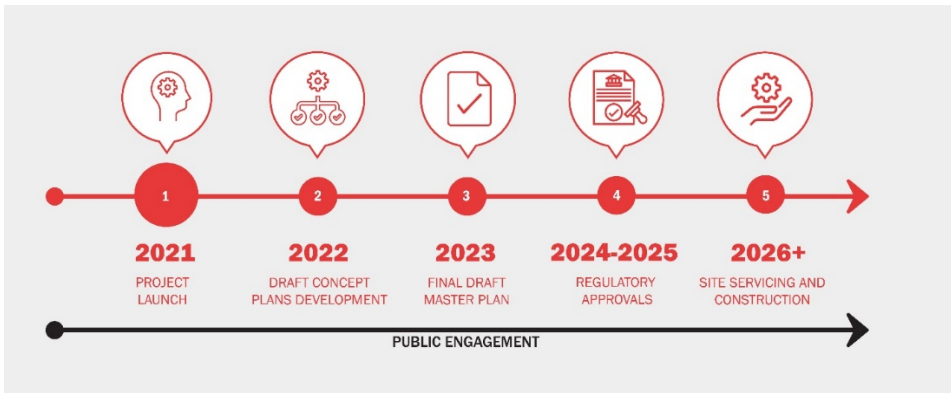 1
2
3
4
5
2021
2022
2023
2024-2025
2026+
PROJECT
LAUNCH
DRAFT CONCEPT
PLANS DEVELOPMENT
FINAL DRAFT
MASTER PLAN
REGULATORY
APPROVALS
SITE SERVICING AND
CONSTRUCTION
PUBLIC ENGAGEMENT